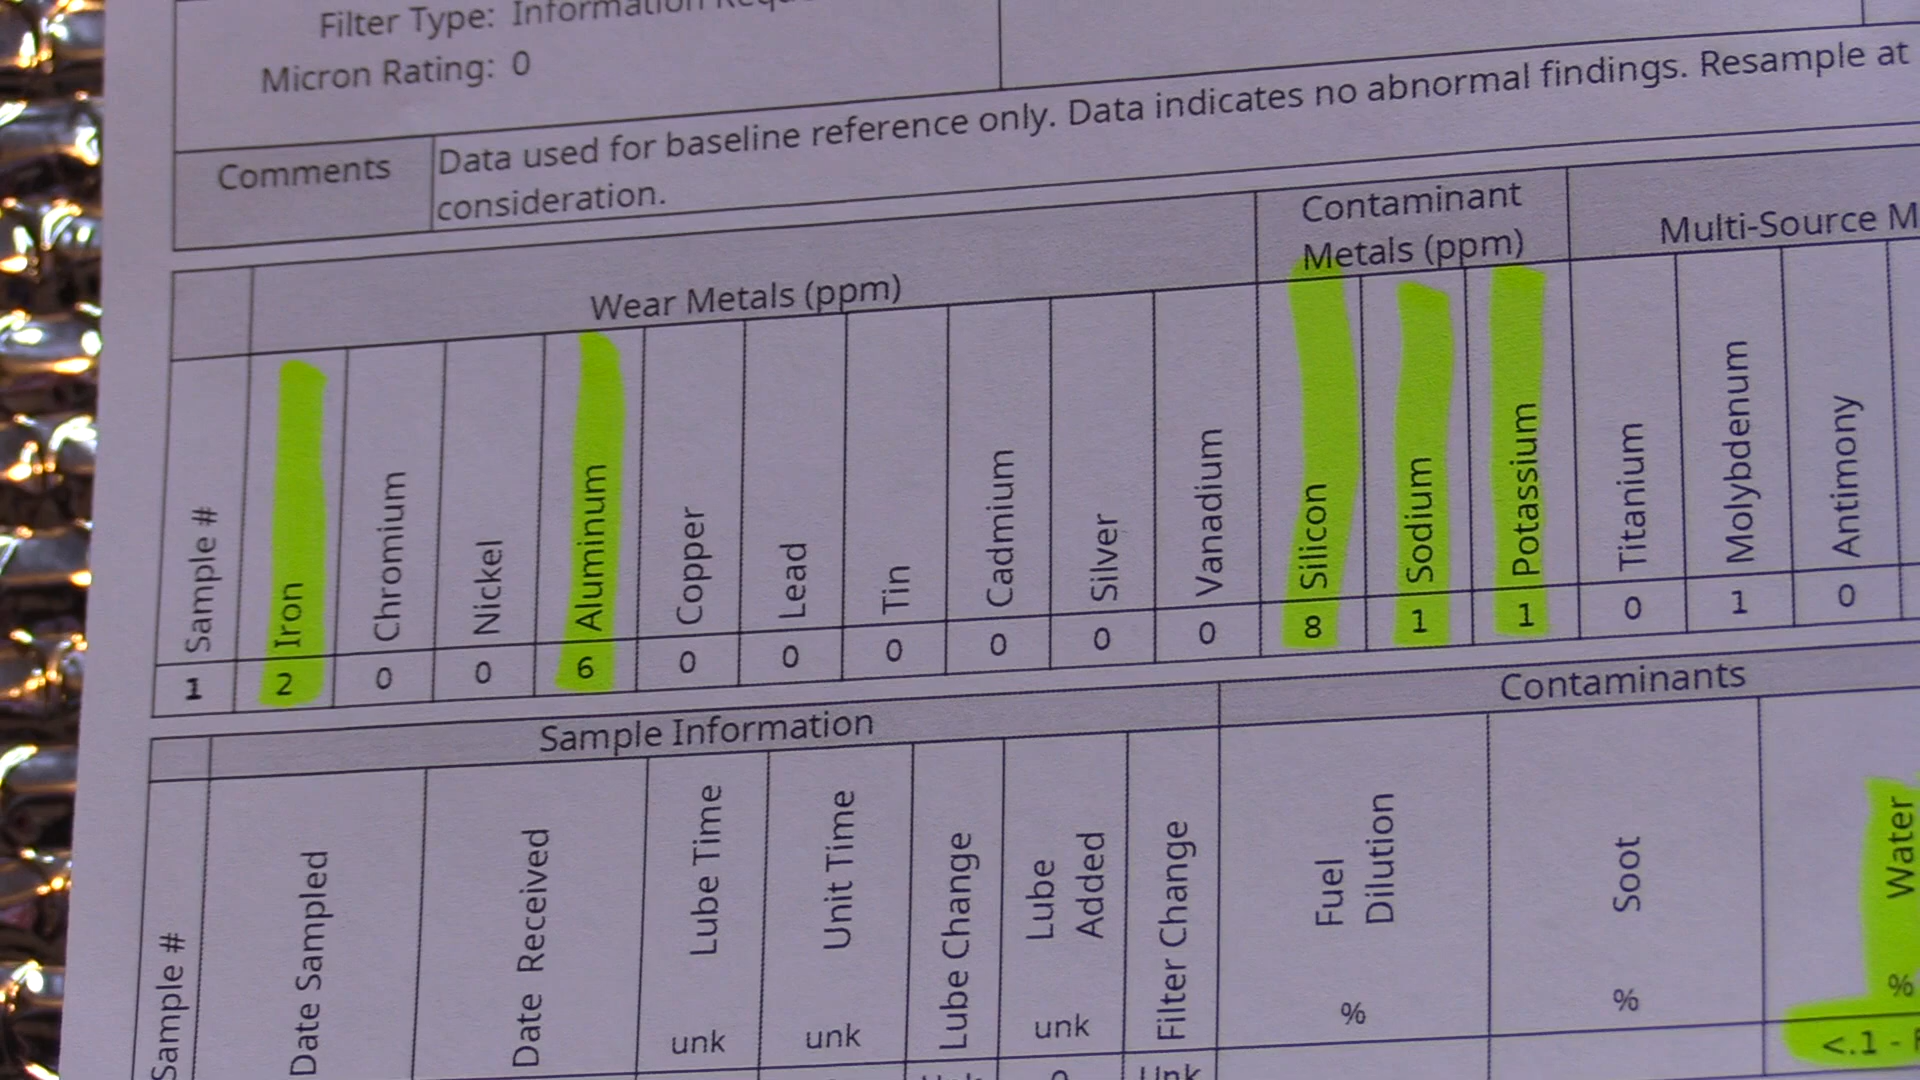 Filter Type: Information
Micron Rating: 0
Comments
Data used for baseline reference only. Data indicates no abnormal findings. Resample at
consideration.
Wear Metals (ppm)
Contaminant
Metals (ppm)
Multi-Source M
Sample # Iron Chromium Nickel Aluminum Copper Lead Tin Cadmium Silver Vanadium Silicon Sodium Potassium Titanium Molybdenum Antimony
1 2 0 0 6 0 0 0 0 0 0 8 1 1 0 1 0
Sample Information
Contaminants
Sample #
Date Sampled
Date Received
Lube Time
unk
Unit Time
unk
Lube Change
Lube
Added
unk
Filter Change
Fuel
Dilution
%
Soot
%
Water
%
<.1 -